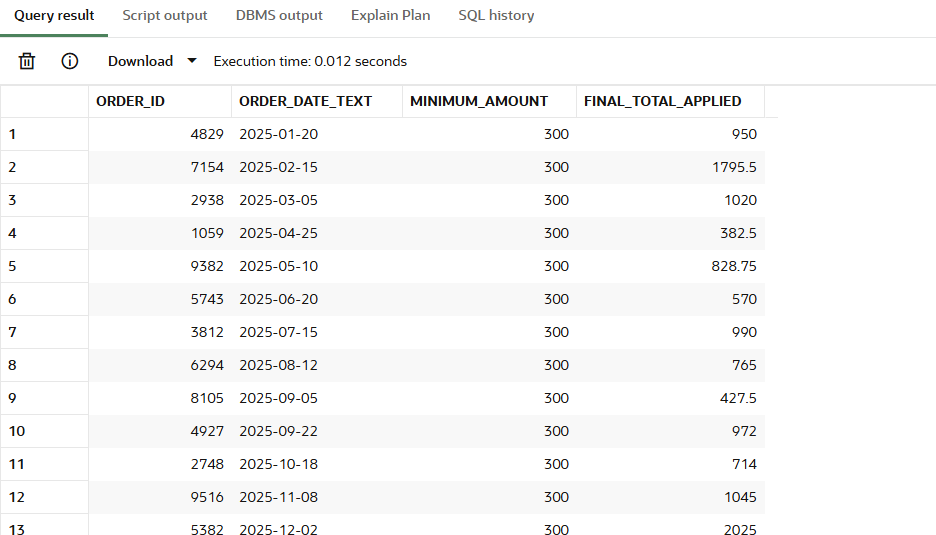 Query result Script output DBMS output Explain Plan SQL history
Download Execution time: 0.012 seconds
ORDER_ID ORDER_DATE_TEXT MINIMUM_AMOUNT FINAL_TOTAL_APPLIED
1 4829 2025-01-20 300 950
2 7154 2025-02-15 300 1795.5
3 2938 2025-03-05 300 1020
4 1059 2025-04-25 300 382.5
5 9382 2025-05-10 300 828.75
6 5743 2025-06-20 300 570
7 3812 2025-07-15 300 990
8 6294 2025-08-12 300 765
9 8105 2025-09-05 300 427.5
10 4927 2025-09-22 300 972
11 2748 2025-10-18 300 714
12 9516 2025-11-08 300 1045
13 5382 2025-12-02 300 2025